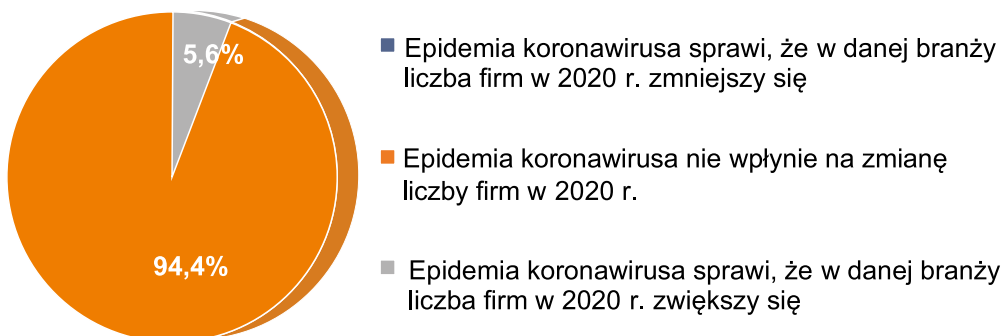 5,6%
94,4%
Epidemia koronawirusa sprawi, że w danej branży
liczba firm w 2020 r. zmniejszy się
Epidemia koronawirusa nie wpłynie na zmianę
liczby firm w 2020 r.
Epidemia koronawirusa sprawi, że w danej branży
liczba firm w 2020 r. zwiększy się